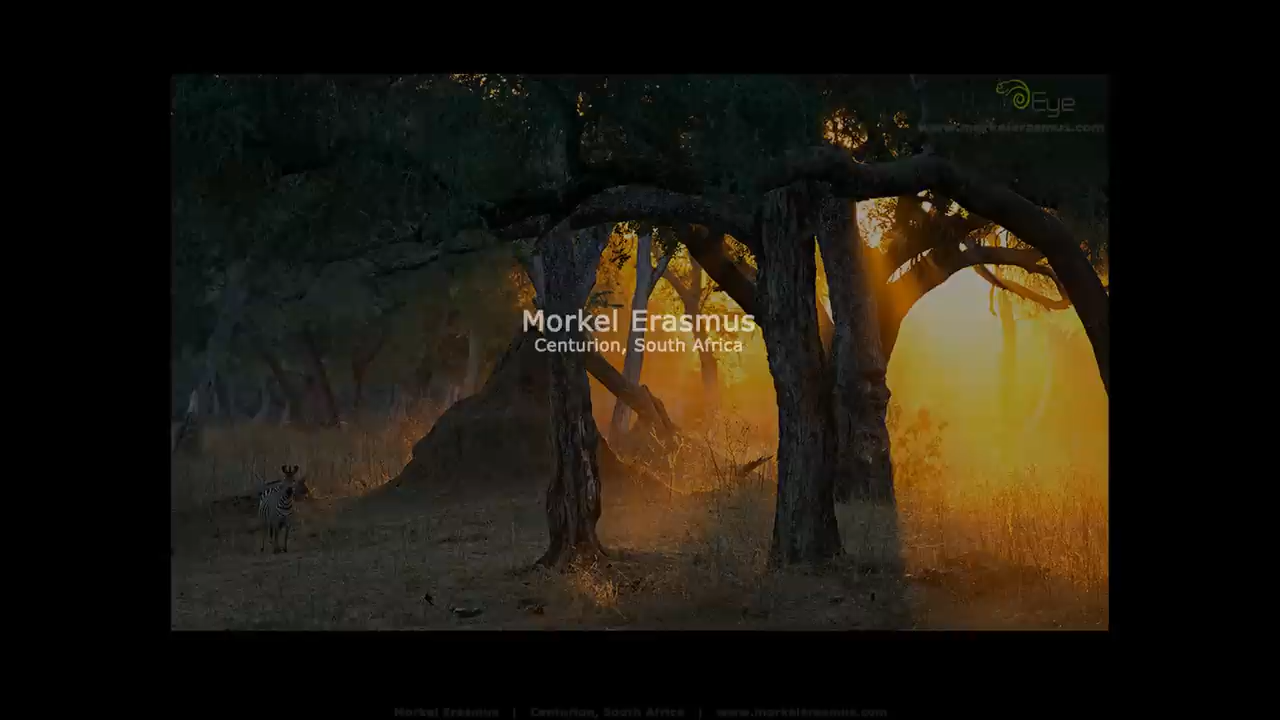 Eye
www.morkelerasmus.com
Morkel Erasmus
Centurion, South Africa
Morkel Erasmus | Centurion, South Africa | www.morkelerasmus.com